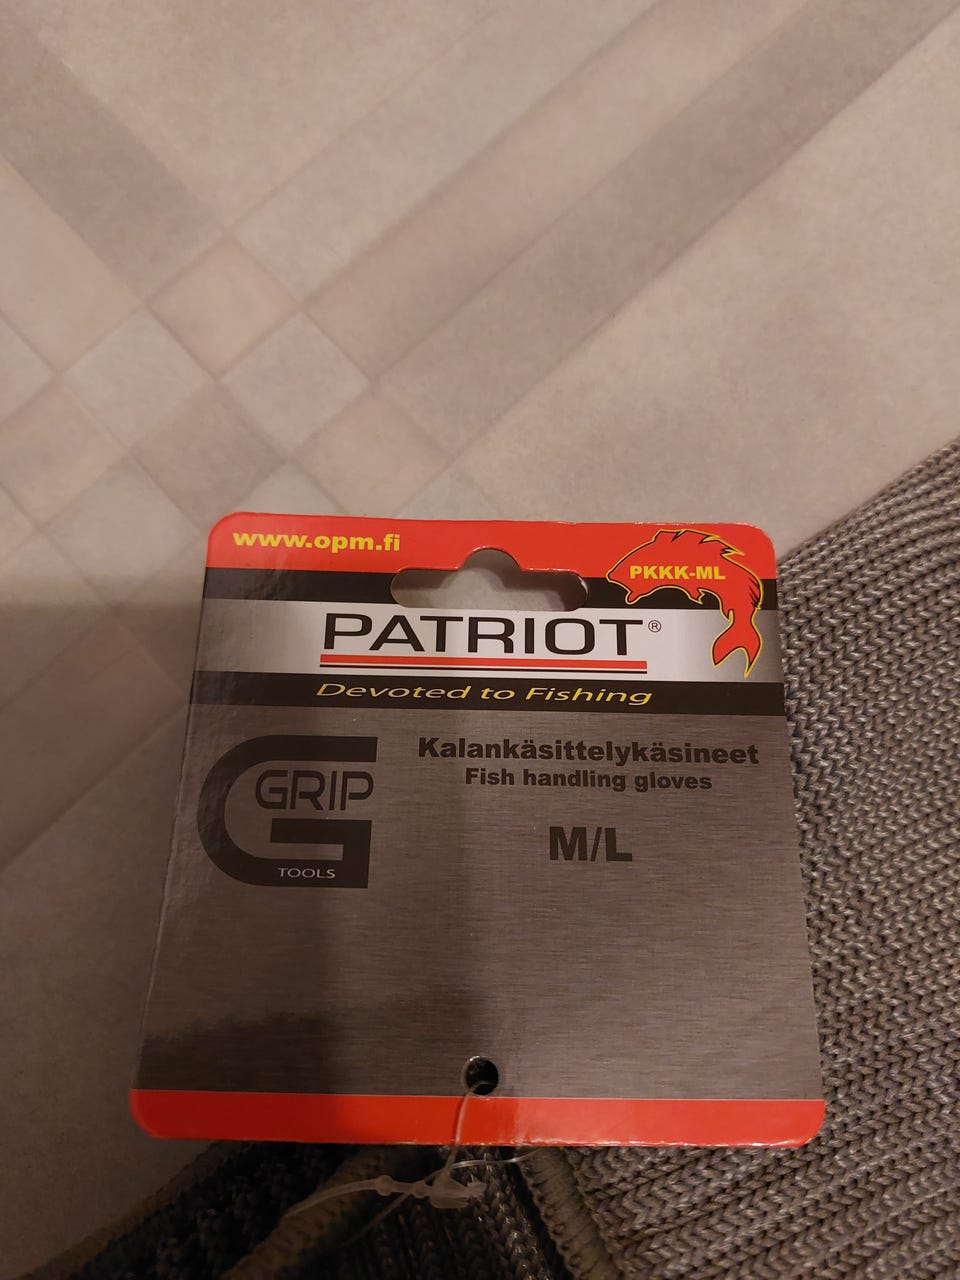 www.opm.fi
PKKK-ML
PATRIOT®
Devoted to Fishing
GRIP
TOOLS
Kalankäsittelykäsineet
Fish handling gloves
M/L